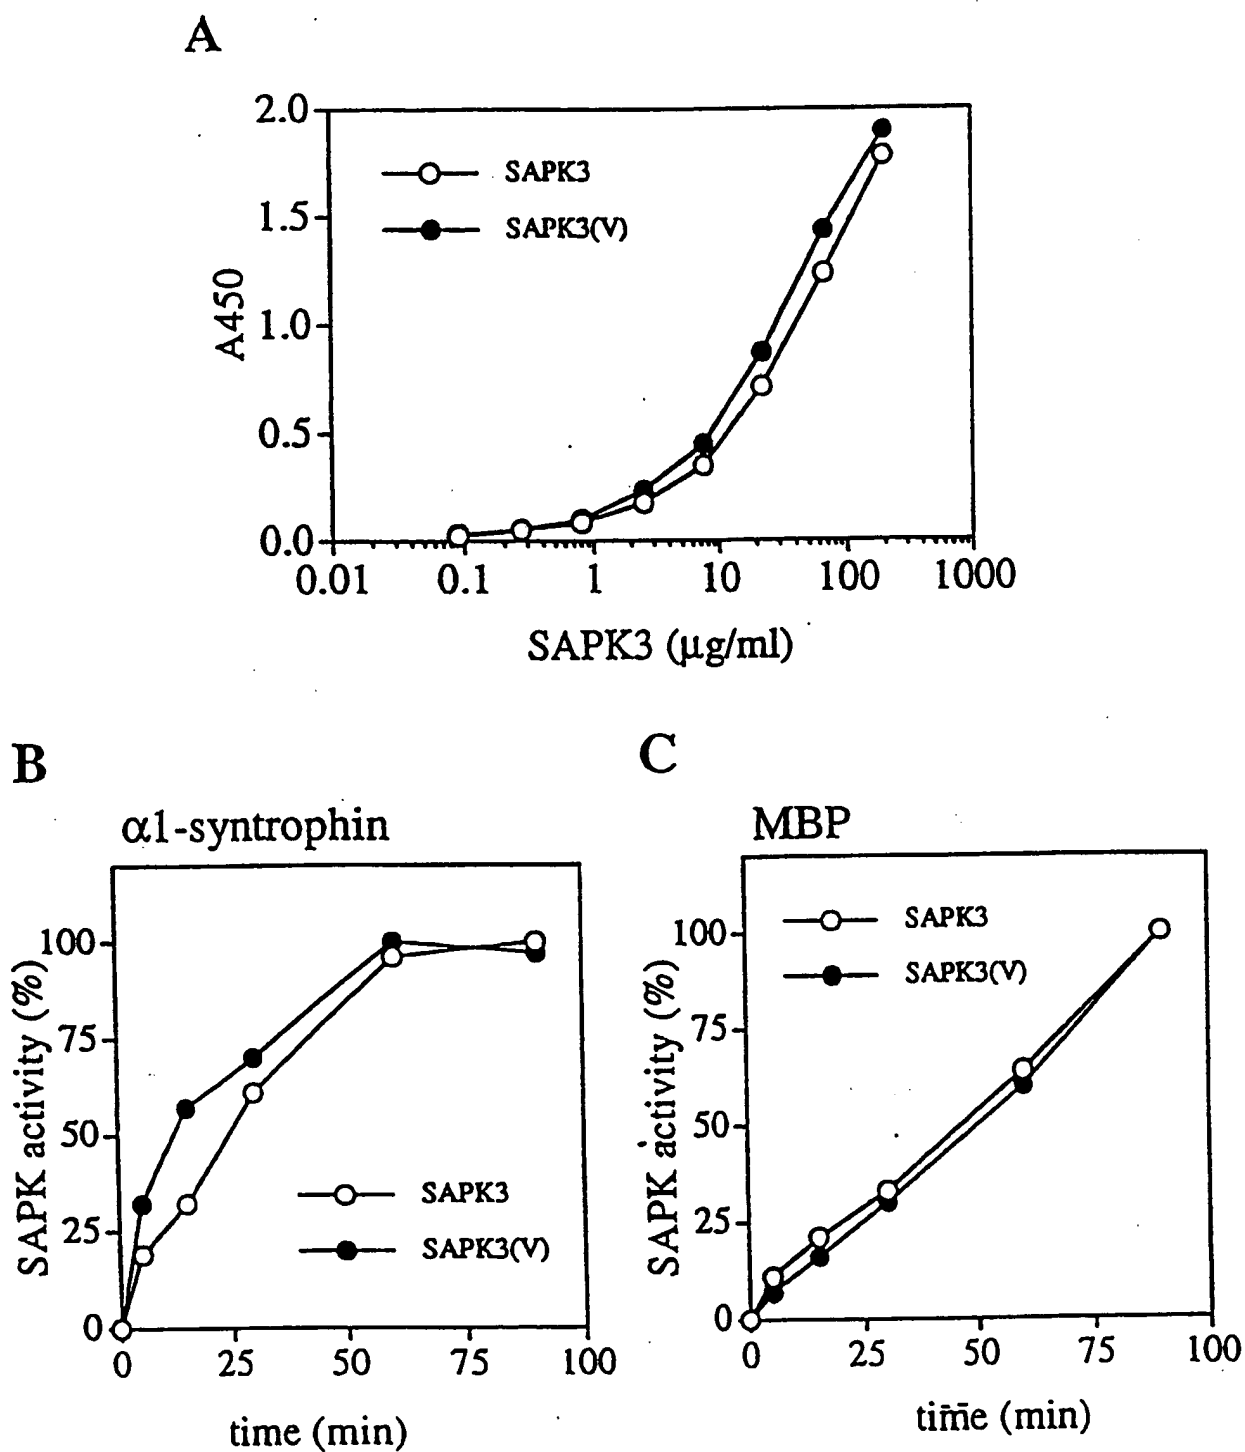 A
2.0
SAPK3
1.5
SAPK3(V)
A450
1.0
0.5
0.0
0.01 0.1 1 10 100 1000
SAPK3 (μg/ml)
B
α1-syntrophin
100
75
50
25
0
SAPK activity (%)
SAPK3
SAPK3(V)
0 25 50 75 100
time (min)
C
MBP
SAPK3
100
SAPK3(V)
75
50
25
0
SAPK activity (%)
0 25 50 75 100
time (min)